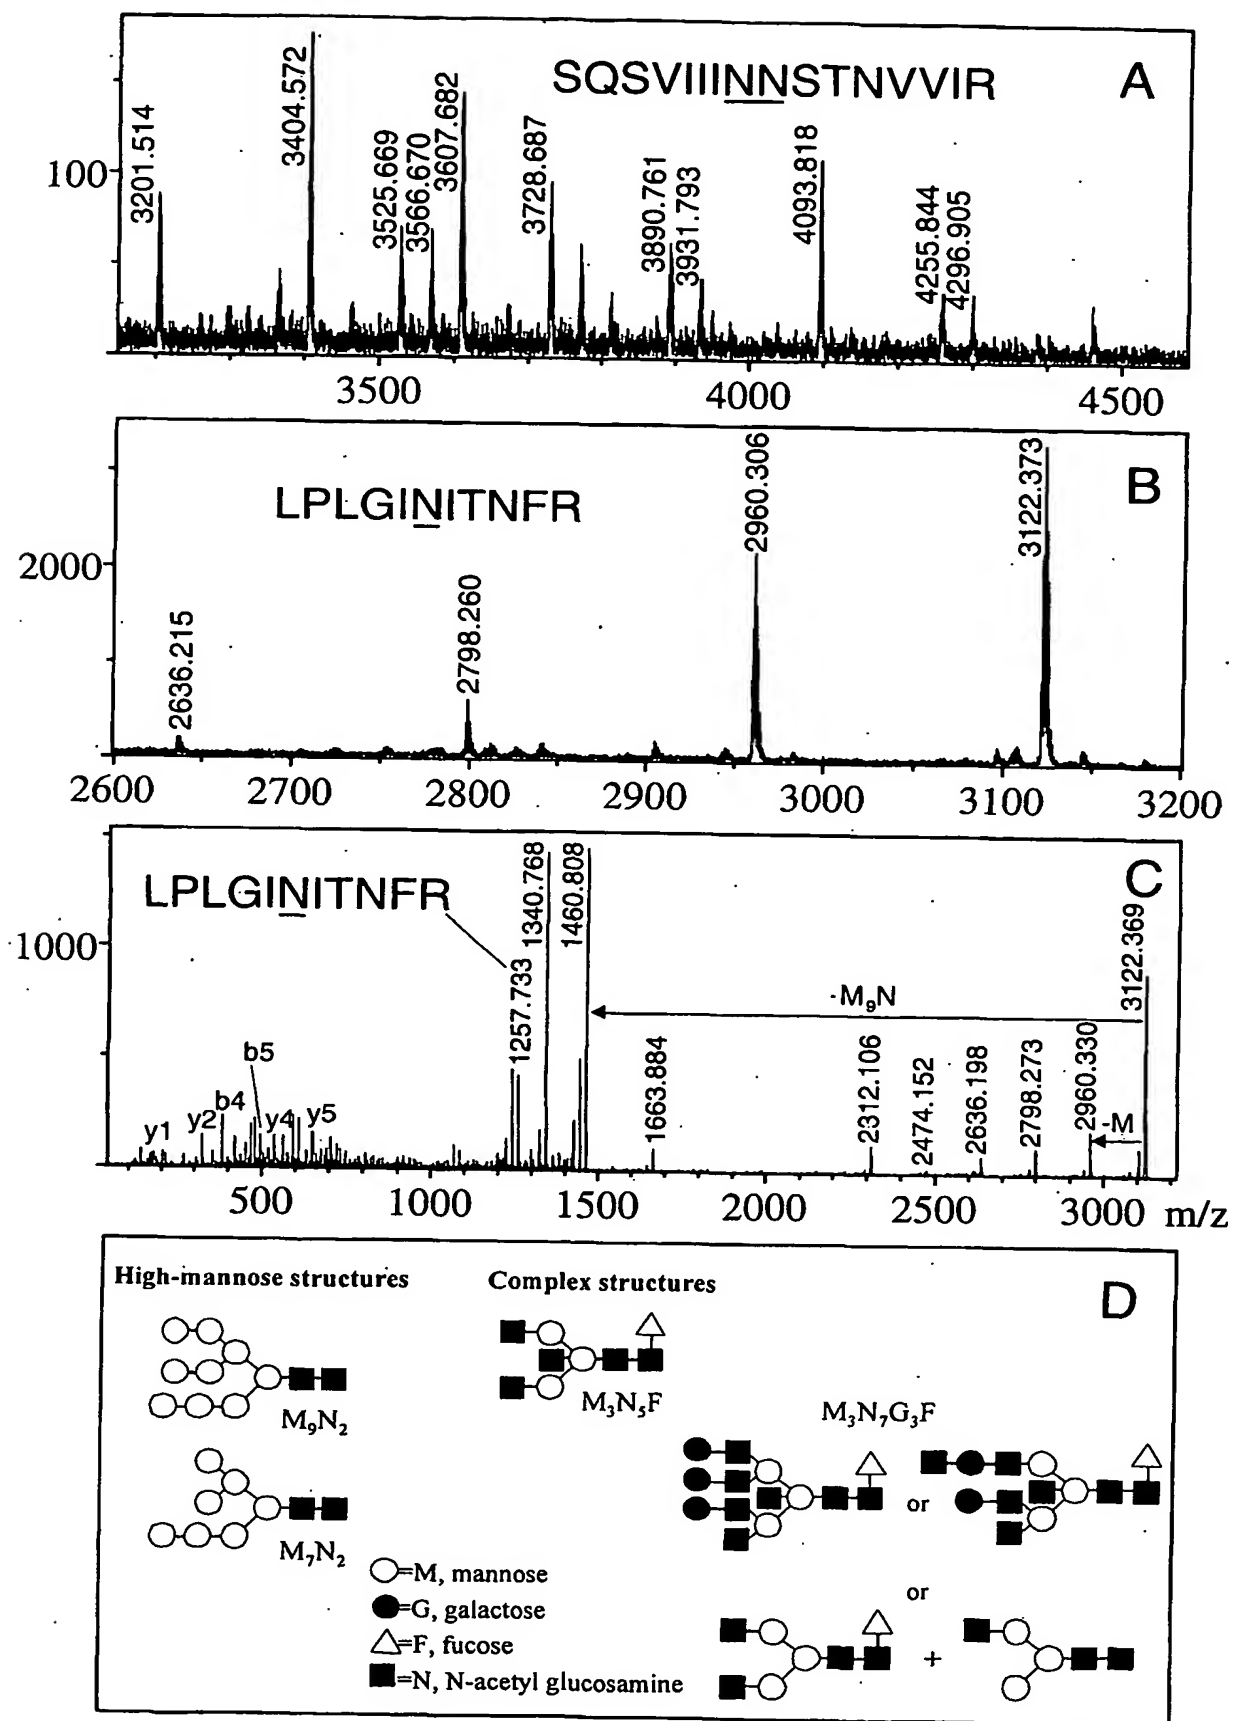 A
SQSVIIINNSTNVVIR
100
3201.514
3404.572
3525.669
3566.670
3607.682
3728.687
3890.761
3931.793
4093.818
4255.844
4296.905
3500
4000
4500
B
LPLGINITNFR
2000
2636.215
2798.260
2960.306
3122.373
2600
2700
2800
2900
3000
3100
3200
C
LPLGINITNFR
1000
1257.733
1340.768
1460.808
-M₉N
3122.369
1663.884
2312.106
2474.152
2636.198
2798.273
2960.330
-M
b5
y1
y2
b4
y4
y5
500
1000
1500
2000
2500
3000
m/z
D
High-mannose structures
Complex structures
M₉N₂
M₃N₅F
M₃N₇G₃F
or
M₇N₂
=M, mannose
or
=G, galactose
=F, fucose
+
=N, N-acetyl glucosamine